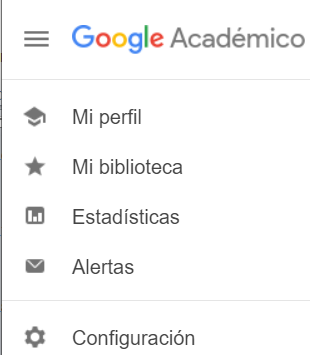 Google Académico
Mi perfil
Mi biblioteca
Estadísticas
Alertas
Configuración